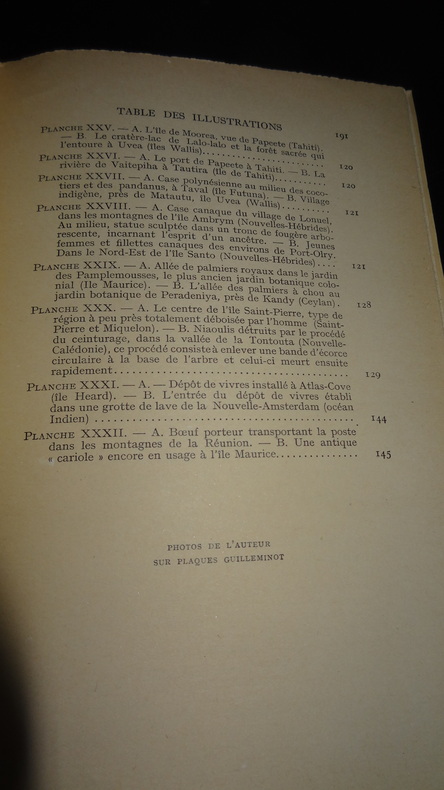 TABLE DES ILLUSTRATIONS
PLANCHE XXV. — A. L'île de Moorea, vue de Papeete (Tahiti).
— B. Le cratère-lac de Lalo-lalo et la forêt sacrée qui
l'entoure à Uvea (îles Wallis).................... 191
PLANCHE XXVI. — A. Le port de Papeete à Tahiti. — B. La
rivière de Vaitepiha à Tautira (île de Tahiti)........... 120
PLANCHE XXVII. — A. Case polynésienne au milieu des coco-
tiers et des pandanus, à Taval (île Futuna). — B. Village
indigène, près de Matautu, île Uvea (Wallis).......... 120
PLANCHE XXVIII. — A. Case canaque du village de Lonuel,
dans les montagnes de l'île Ambrym (Nouvelles-Hébrides).
Au milieu, statue sculptée dans un tronc de fougère arbo-
rescente, incarnant l'esprit d'un ancêtre. — B. Jeunes
femmes et fillettes canaques des environs de Port-Olry.
Dans le Nord-Est de l'île Santo (Nouvelles-Hébrides).... 121
PLANCHE XXIX. — A. Allée de palmiers royaux dans le jardin
des Pamplemousses, le plus ancien jardin botanique colo-
nial (Ile Maurice). — B. L'allée des palmiers à chou au
jardin botanique de Peradeniya, près de Kandy (Ceylan). 128
PLANCHE XXX. — A. Le centre de l'île Saint-Pierre, type de
région à peu près totalement déboisée par l'homme (Saint-
Pierre et Miquelon). — B. Niaoulis détruits par le procédé
du ceinturage, dans la vallée de la Tontouta (Nouvelle-
Calédonie), ce procédé consiste à enlever une bande d'écorce
circulaire à la base de l'arbre et celui-ci meurt ensuite
rapidement........................................ 129
PLANCHE XXXI. — A. — Dépôt de vivres installé à Atlas-Cove
(île Heard). — B. L'entrée du dépôt de vivres établi
dans une grotte de lave de la Nouvelle-Amsterdam (océan
Indien) ........................................ 144
PLANCHE XXXII. — A. Bœuf porteur transportant la poste
dans les montagnes de la Réunion. — B. Une antique
« cariole » encore en usage à l'île Maurice.............. 145
PHOTOS DE L'AUTEUR
SUR PLAQUES GUILLEMINOT